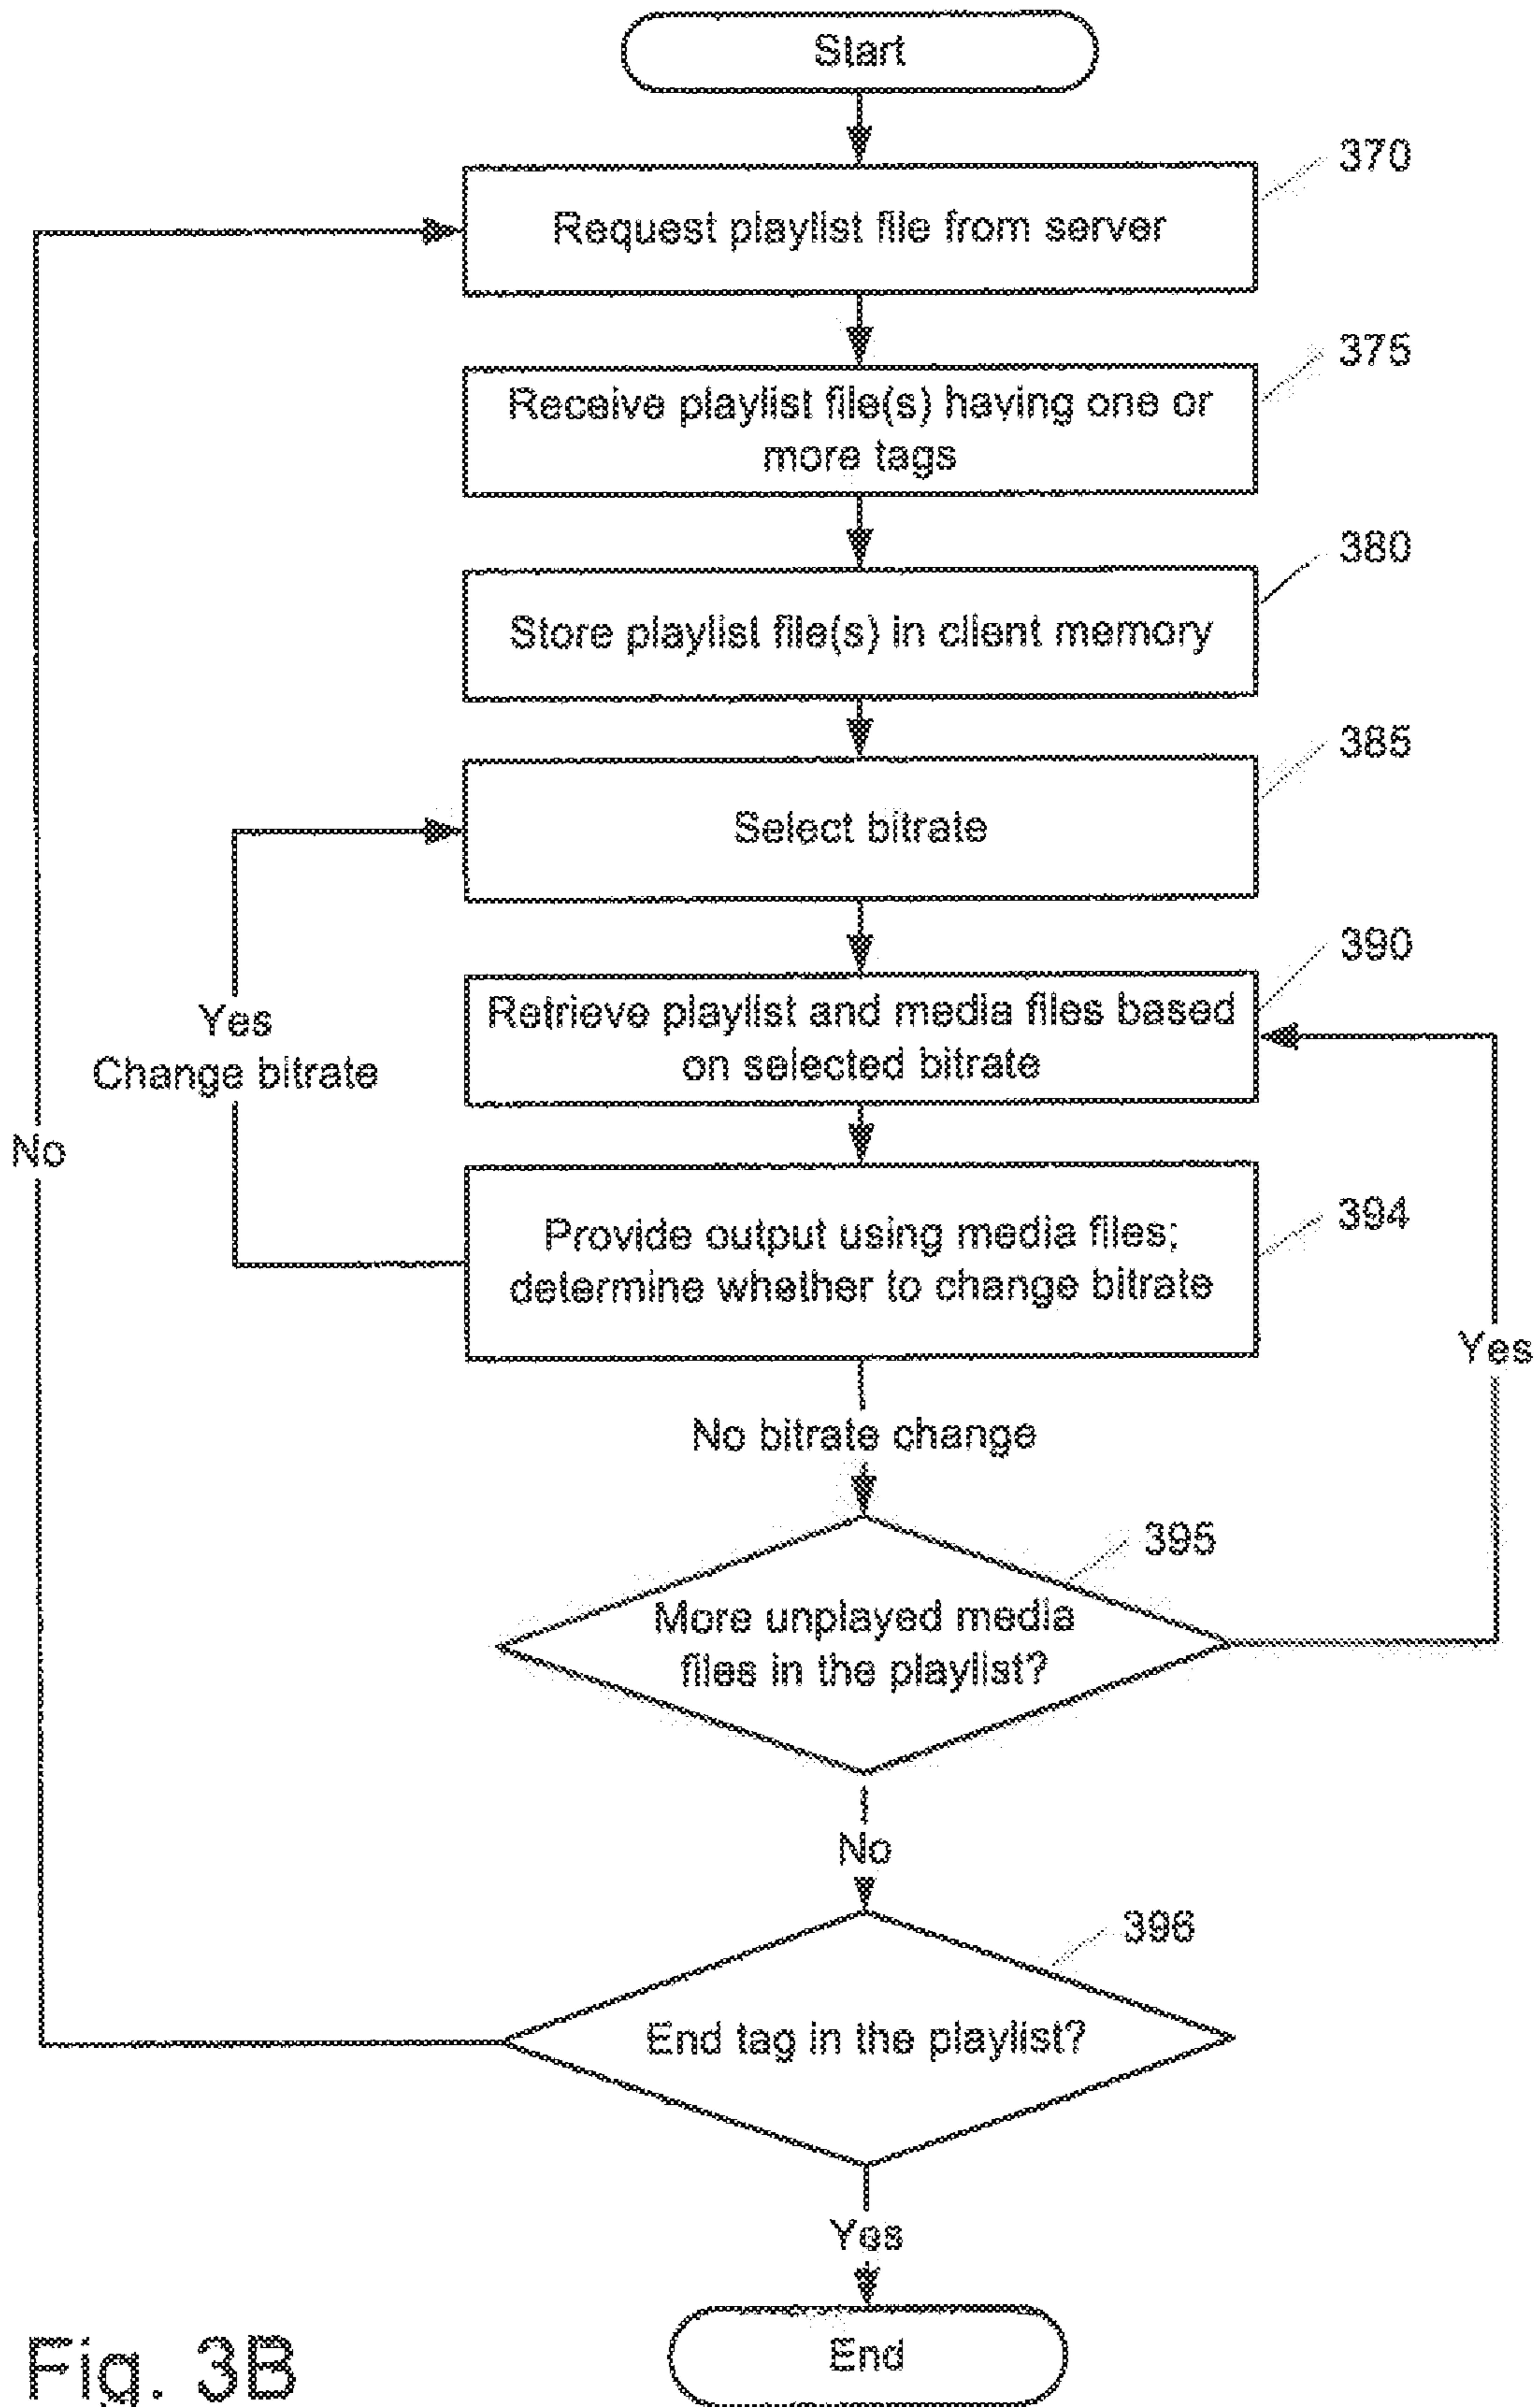 Start
370
Request playlist file from server
375
Receive playlist file(s) having one or
more tags
380
Store playlist file(s) in client memory
385
Select bitrate
390
Retrieve playlist and media files based
on selected bitrate
Yes
Change bitrate
No
394
Provide output using media files;
determine whether to change bitrate
Yes
No bitrate change
395
More unplayed media
files in the playlist?
No
396
End tag in the playlist?
Yes
End
Fig. 3B